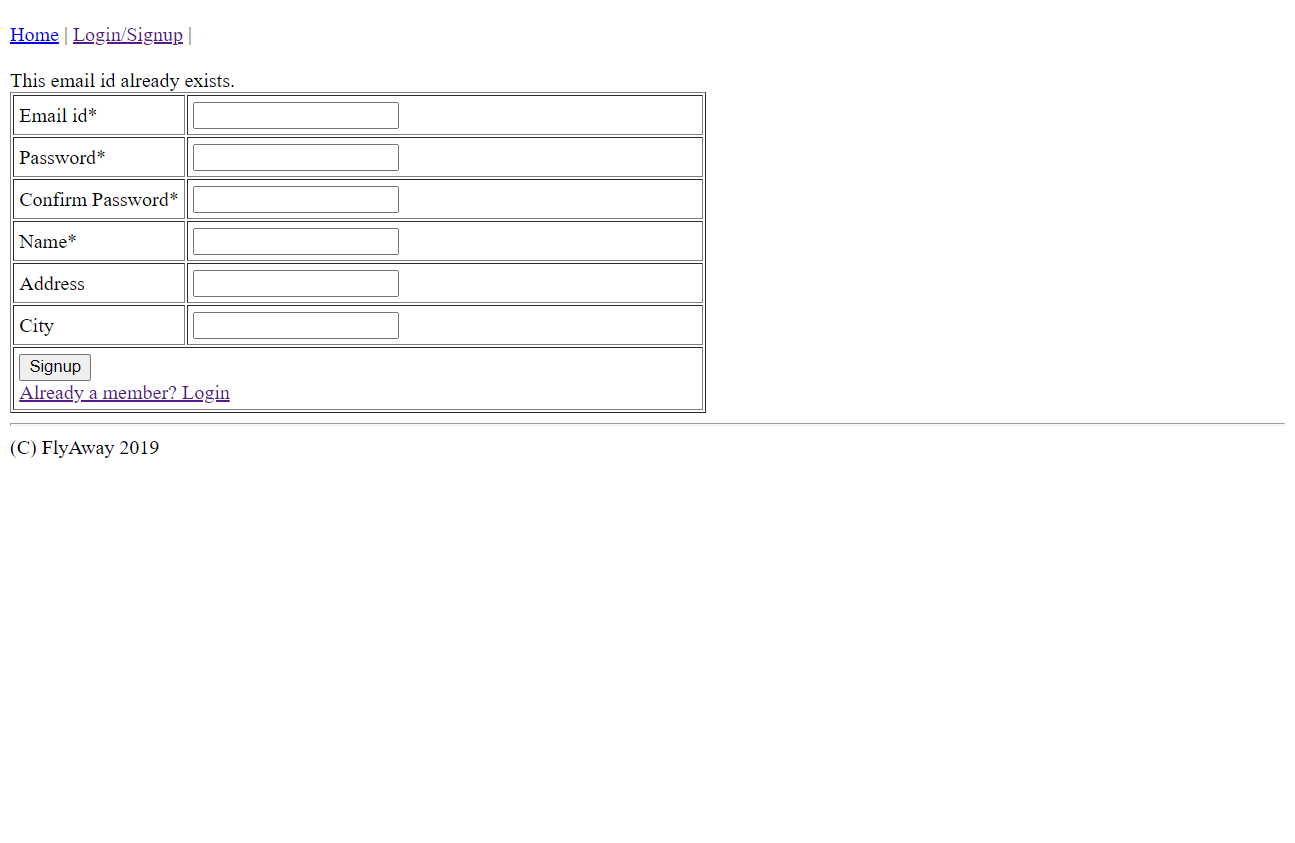 Home | Login/Signup |
This email id already exists.
Email id*
Password*
Confirm Password*
Name*
Address
City
Signup
Already a member? Login
(C) FlyAway 2019